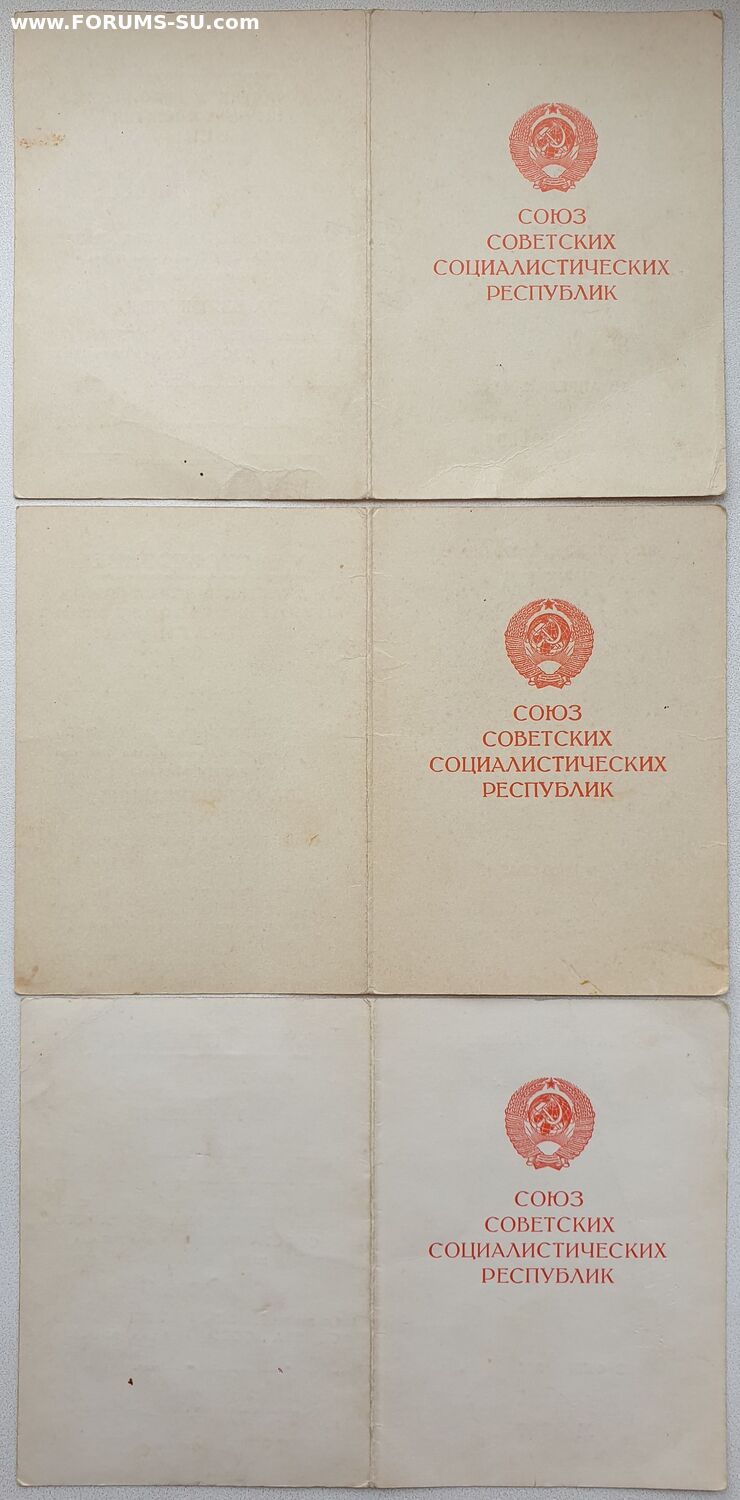 www.FORUMS-SU.com
СОЮЗ
СОВЕТСКИХ
СОЦИАЛИСТИЧЕСКИХ
РЕСПУБЛИК
СОЮЗ
СОВЕТСКИХ
СОЦИАЛИСТИЧЕСКИХ
РЕСПУБЛИК
СОЮЗ
СОВЕТСКИХ
СОЦИАЛИСТИЧЕСКИХ
РЕСПУБЛИК